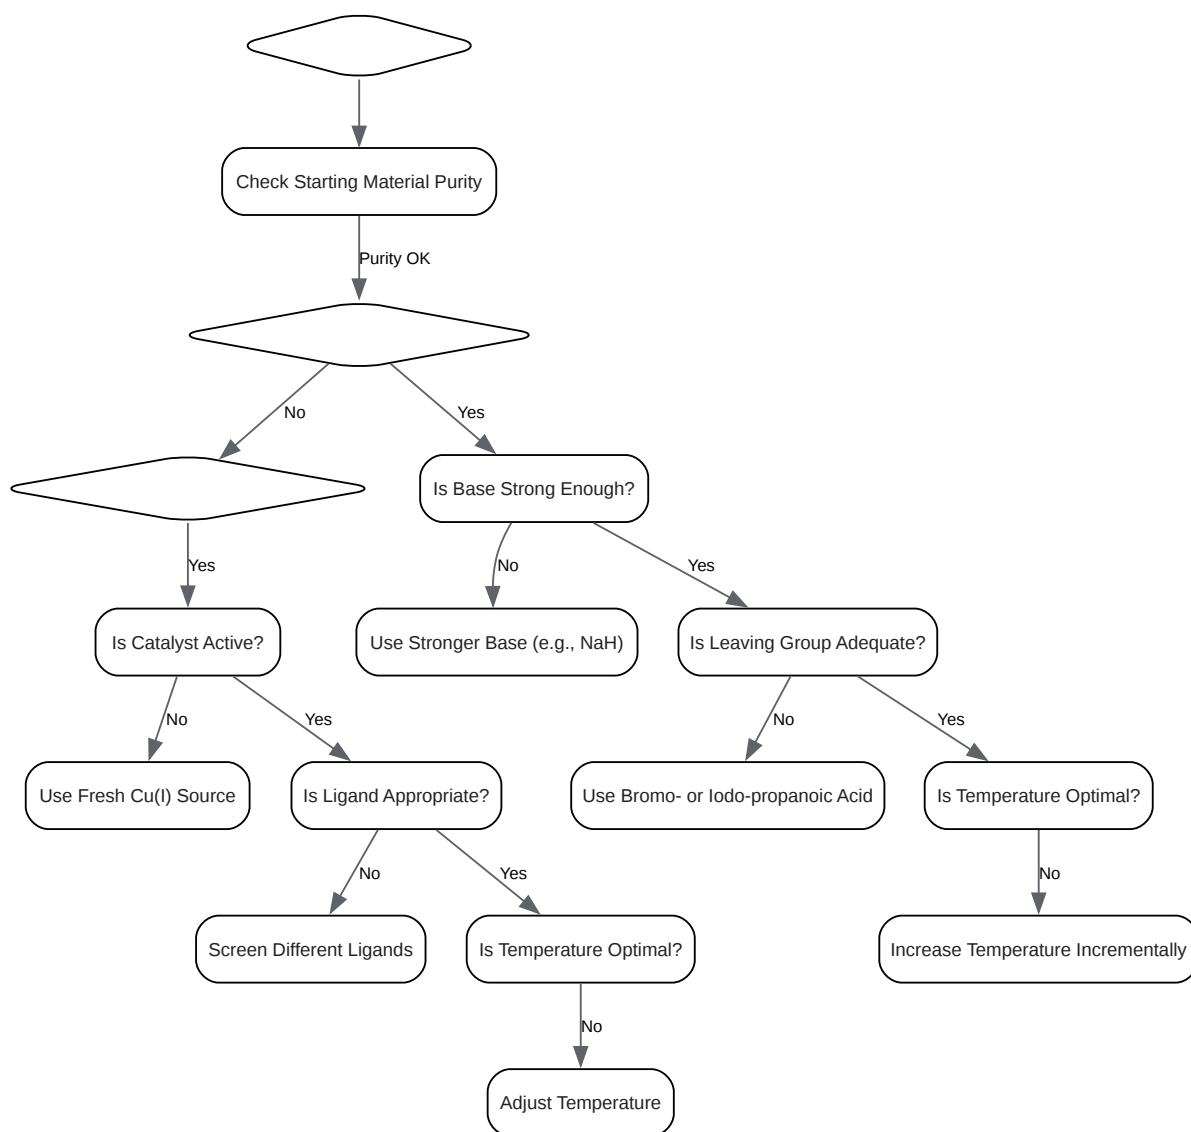 Check Starting Material Purity
Purity OK
No
Yes
Is Base Strong Enough?
Yes
No
Yes
Is Catalyst Active?
Use Stronger Base (e.g., NaH)
Is Leaving Group Adequate?
No
Yes
No
Yes
Use Fresh Cu(I) Source
Is Ligand Appropriate?
Use Bromo- or Iodo-propanoic Acid
Is Temperature Optimal?
No
Yes
No
Screen Different Ligands
Is Temperature Optimal?
Increase Temperature Incrementally
No
Adjust Temperature